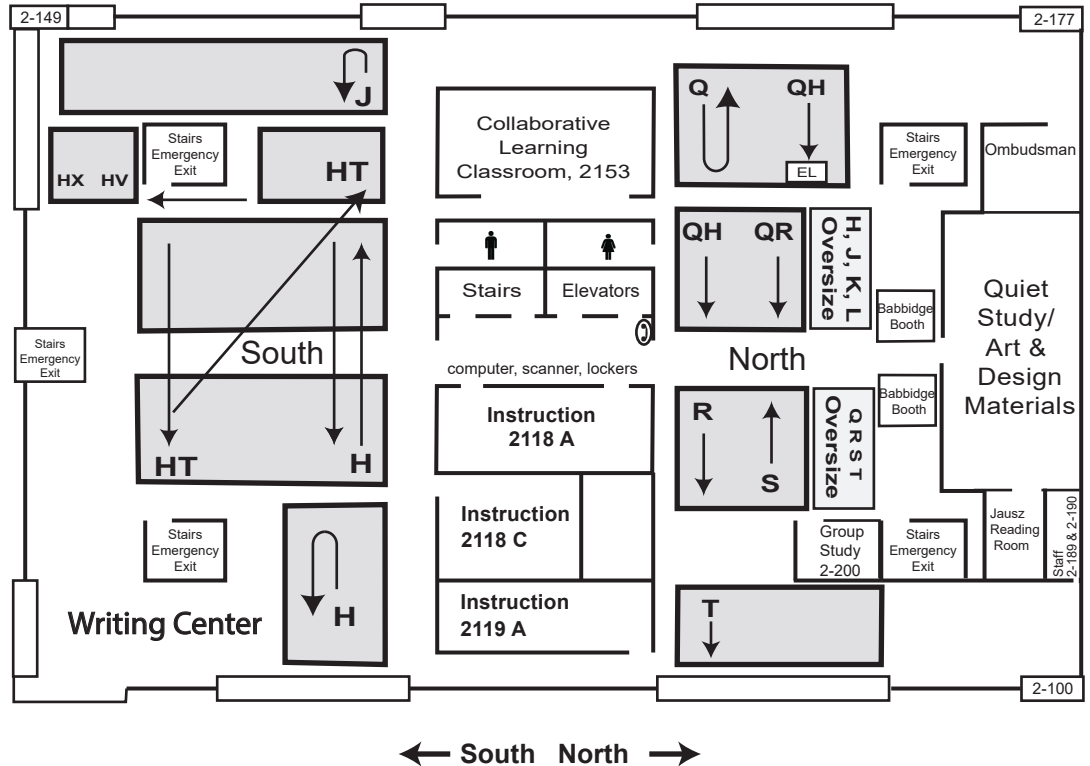 2-149
2-177
J
Q
QH
EL
Collaborative
Learning
Classroom, 2153
Stairs
Emergency
Exit
Stairs
Emergency
Exit
Ombudsman
HX HV
HT
QH
QR
H, J, K, L
Oversize
Stairs
Elevators
Babbidge
Booth
Quiet
Study/
Art &
Design
Materials
Stairs
Emergency
Exit
South
North
computer, scanner, lockers
Instruction
2118 A
Babbidge
Booth
R
S
Q R S T
Oversize
HT
H
Instruction
2118 C
Stairs
Emergency
Exit
Group
Study
2-200
Stairs
Emergency
Exit
Jausz
Reading
Room
Staff
2-189 & 2-190
Writing Center
H
Instruction
2119 A
T
2-100
South North